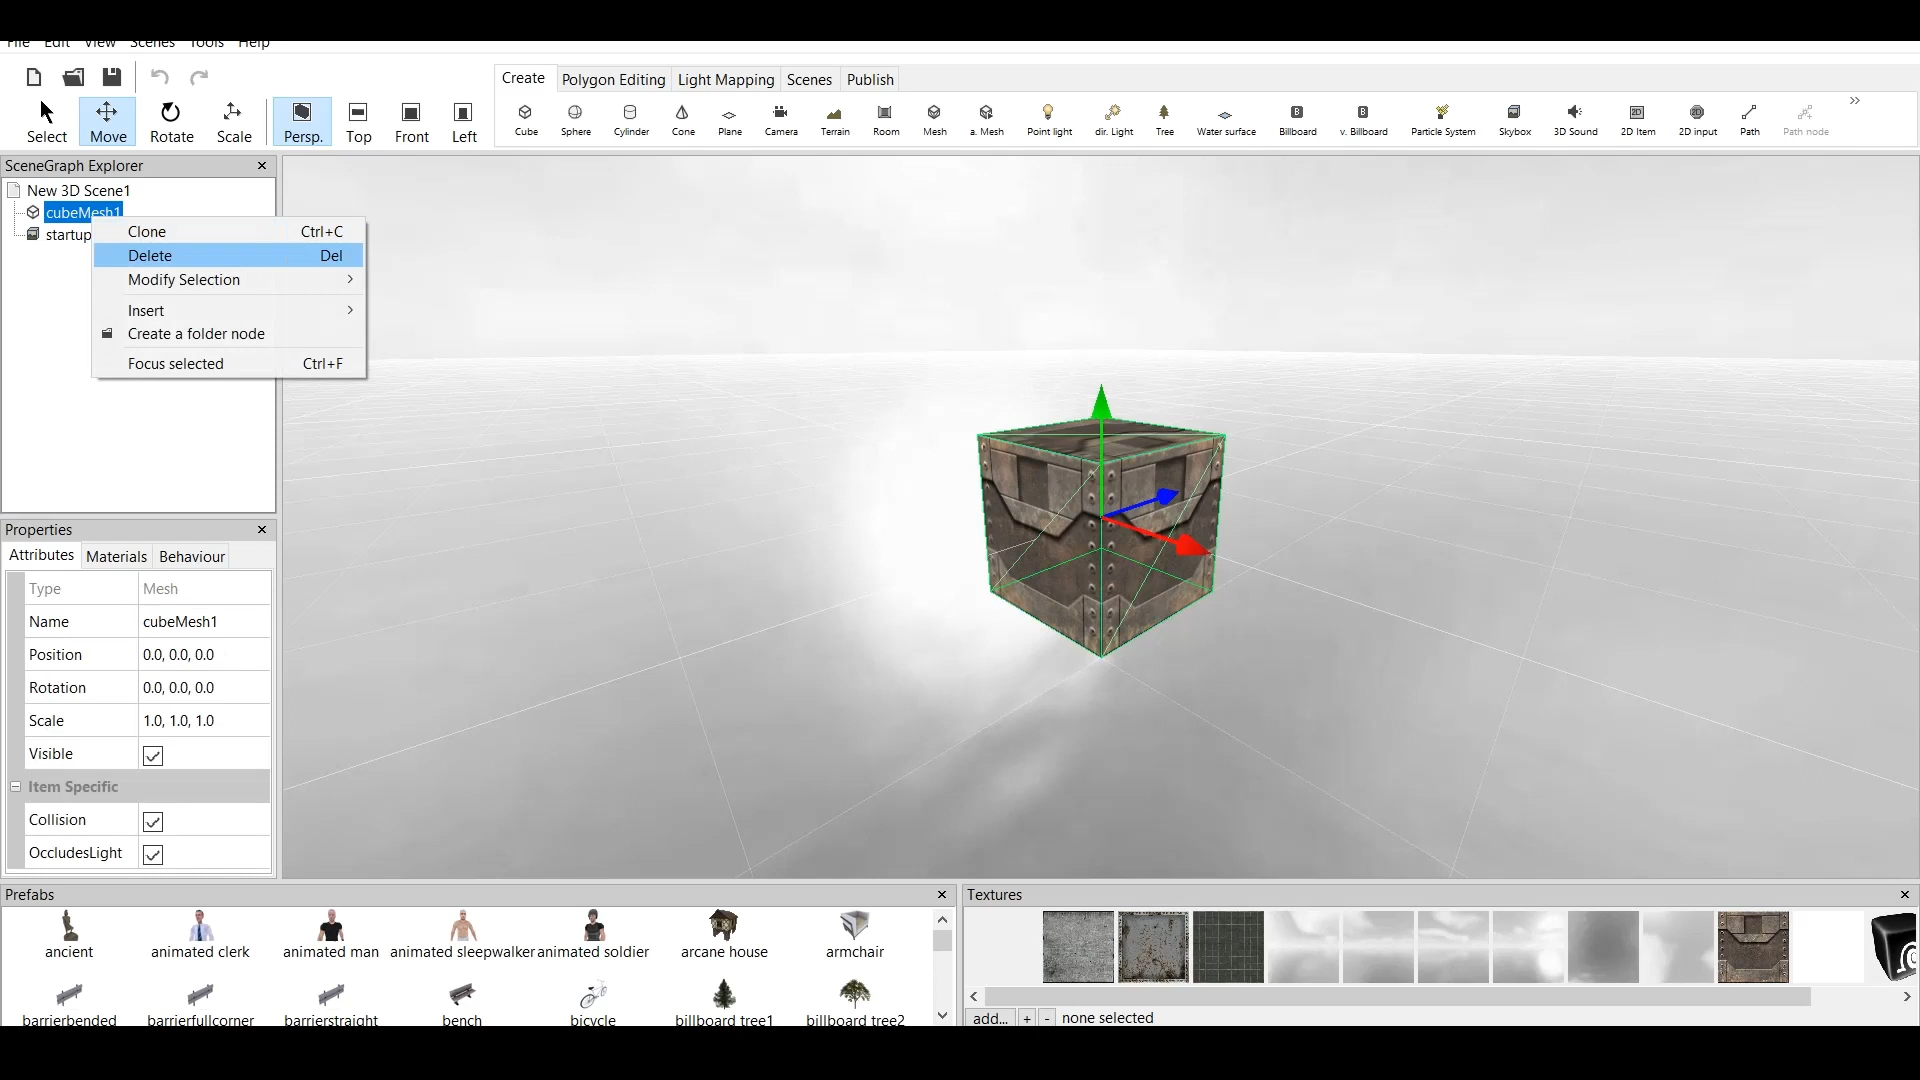 File Edit View Scenes Tools Help
Create Polygon Editing Light Mapping Scenes Publish
Select Move Rotate Scale Persp. Top Front Left
Cube Sphere Cylinder Cone Plane Camera Terrain Room Mesh a. Mesh Point light dir. Light Tree Water surface Billboard v. Billboard Particle System Skybox 3D Sound 2D Item 2D input Path Path node
SceneGraph Explorer
New 3D Scene1
cubeMesh1
startup
Clone Ctrl+C
Delete Del
Modify Selection
Insert
Create a folder node
Focus selected Ctrl+F
Properties
Attributes Materials Behaviour
Type Mesh
Name cubeMesh1
Position 0.0, 0.0, 0.0
Rotation 0.0, 0.0, 0.0
Scale 1.0, 1.0, 1.0
Visible
Item Specific
Collision
OccludesLight
Prefabs
ancient animated clerk animated man animated sleepwalker animated soldier arcane house armchair
barrierbended barrierfullcorner barrierstraight bench bicycle billboard tree1 billboard tree2
Textures
add... + - none selected